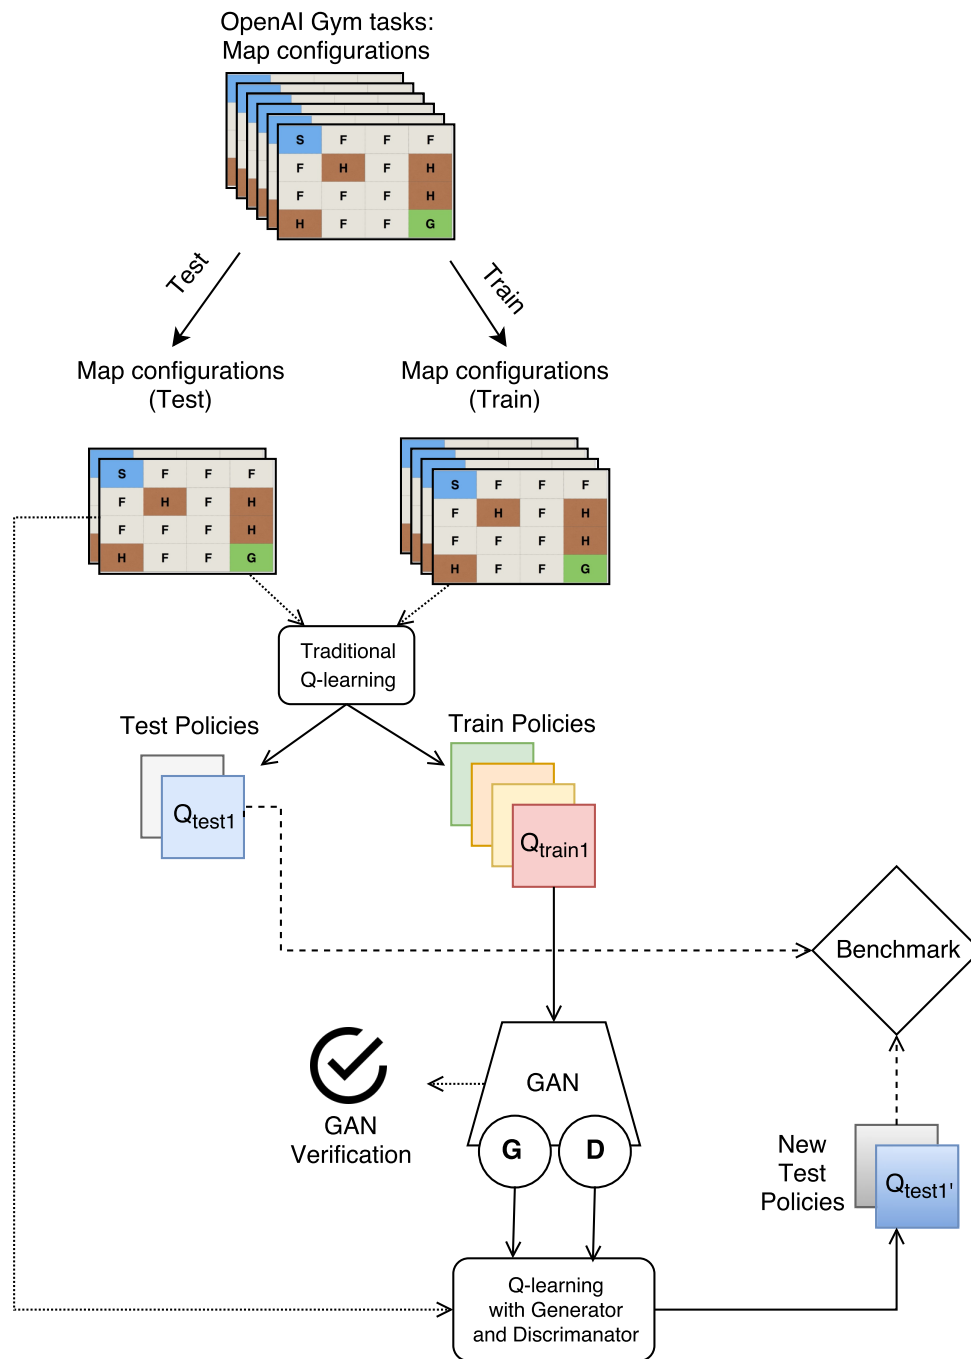 OpenAI Gym tasks:
Map configurations
S F F F
F H F H
F F F H
H F F G
Test
Train
Map configurations
(Test)
Map configurations
(Train)
S F F F
F H F H
F F F H
H F F G
S F F F
F H F H
F F F H
H F F G
Traditional
Q-learning
Test Policies
Train Policies
Qtest1
Qtrain1
Benchmark
GAN
GAN
Verification
G
D
New
Test
Policies
Qtest1'
Q-learning
with Generator
and Discrimanator